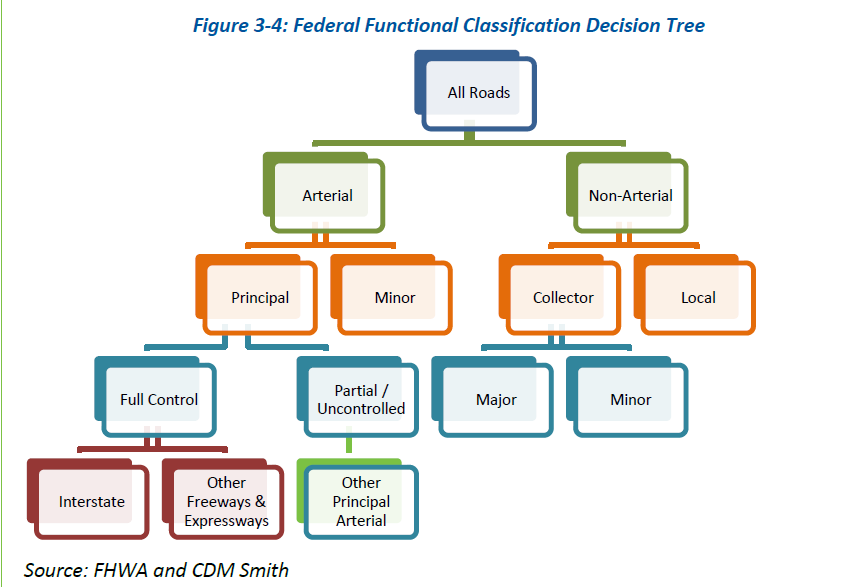 Figure 3-4: Federal Functional Classification Decision Tree
All Roads
Arterial
Non-Arterial
Principal
Minor
Collector
Local
Full Control
Partial /
Uncontrolled
Major
Minor
Interstate
Other
Freeways &
Expressways
Other
Principal
Arterial
Source: FHWA and CDM Smith